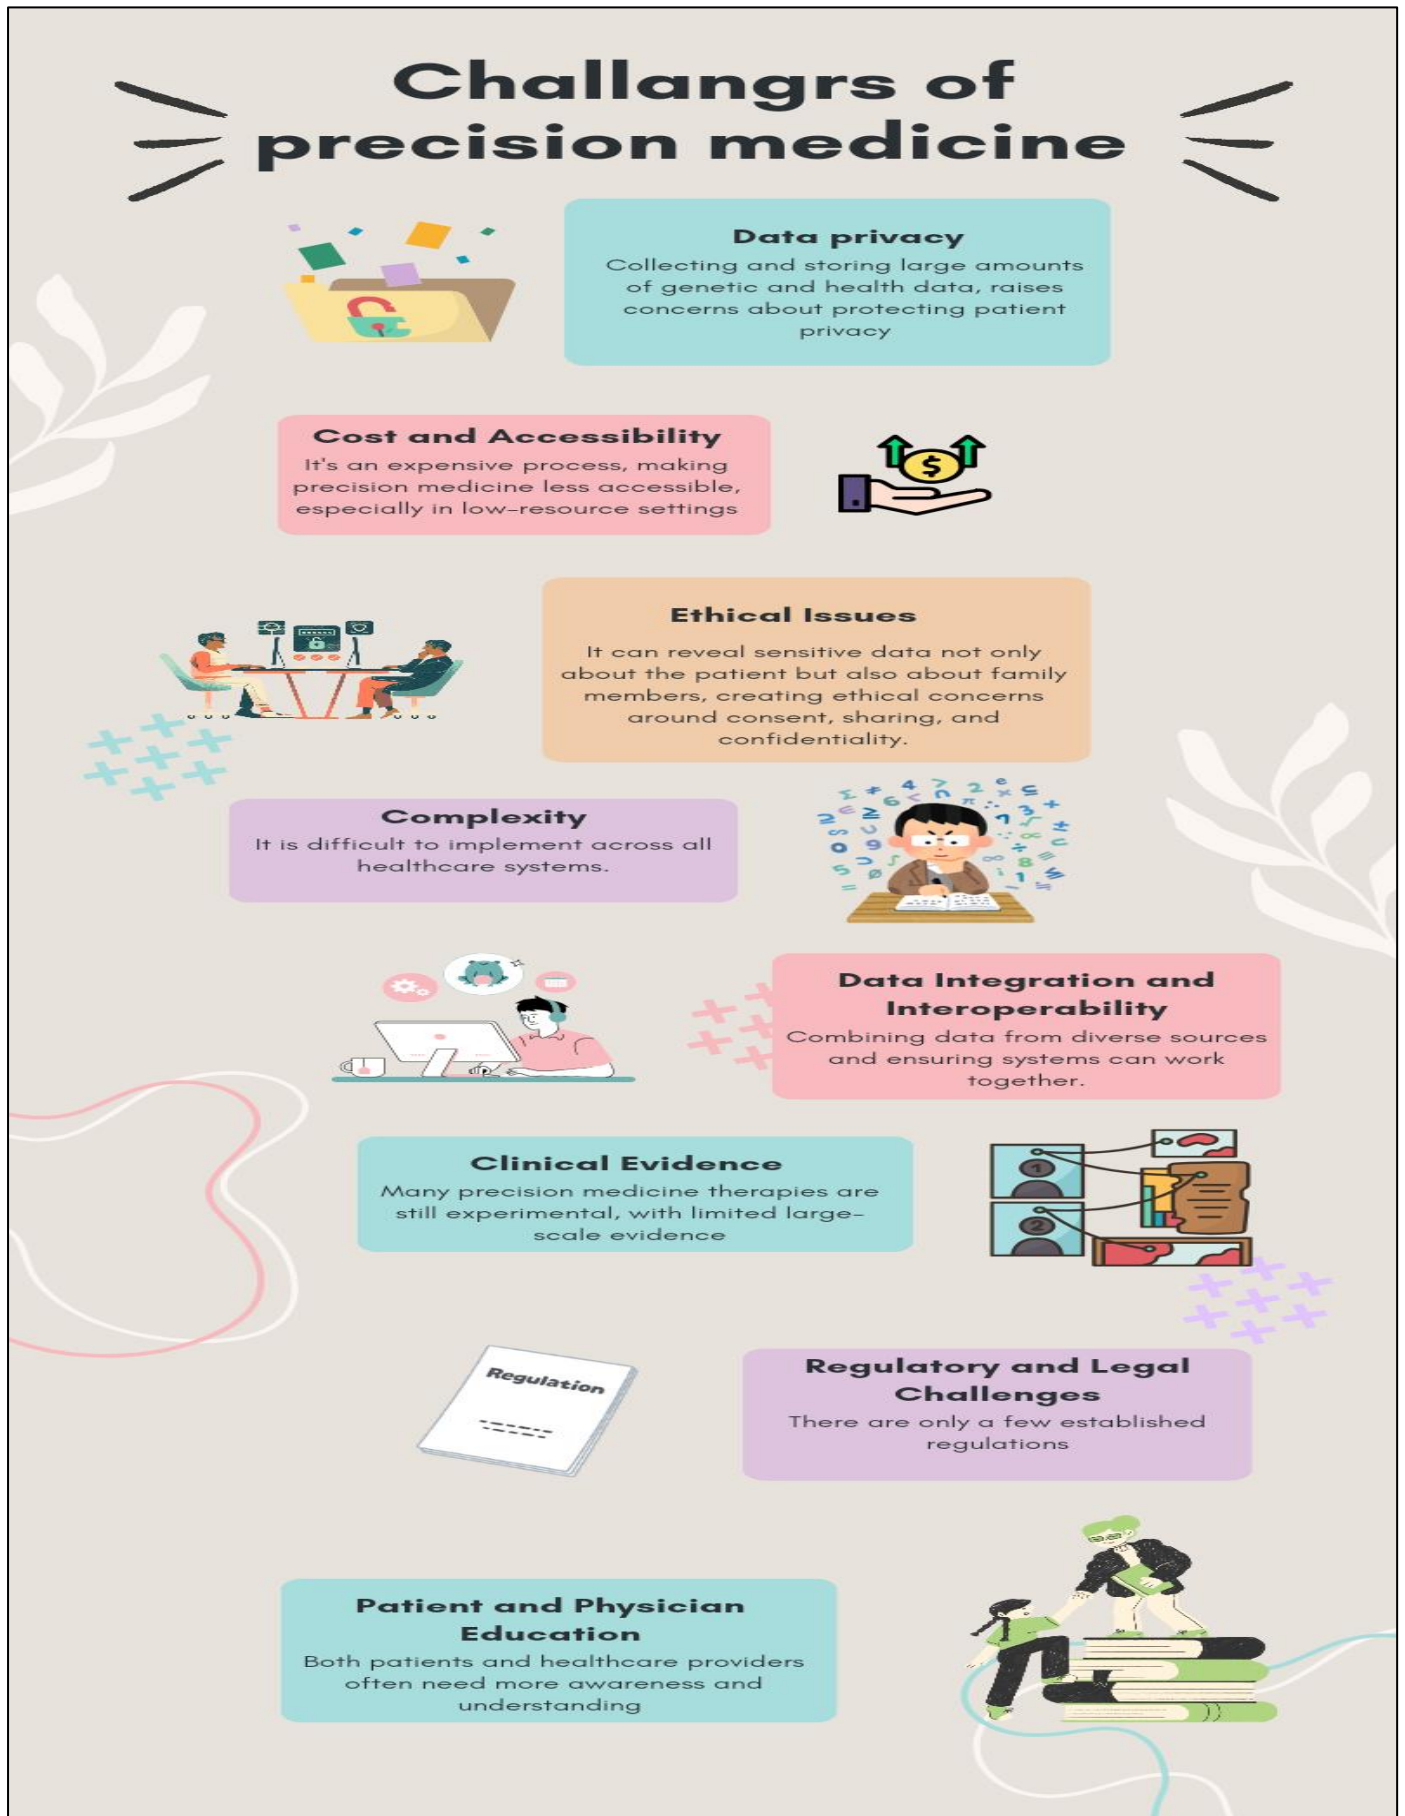 Challangrs of
precision medicine
Data privacy
Collecting and storing large amounts
of genetic and health data, raises
concerns about protecting patient
privacy
Cost and Accessibility
It's an expensive process, making
precision medicine less accessible,
especially in low-resource settings
$
Ethical Issues
It can reveal sensitive data not only
about the patient but also about family
members, creating ethical concerns
around consent, sharing, and
confidentiality.
Complexity
It is difficult to implement across all
healthcare systems.
Data Integration and
Interoperability
Combining data from diverse sources
and ensuring systems can work
together.
Clinical Evidence
Many precision medicine therapies are
still experimental, with limited large-
scale evidence
1
2
Regulation
Regulatory and Legal
Challenges
There are only a few established
regulations
Patient and Physician
Education
Both patients and healthcare providers
often need more awareness and
understanding